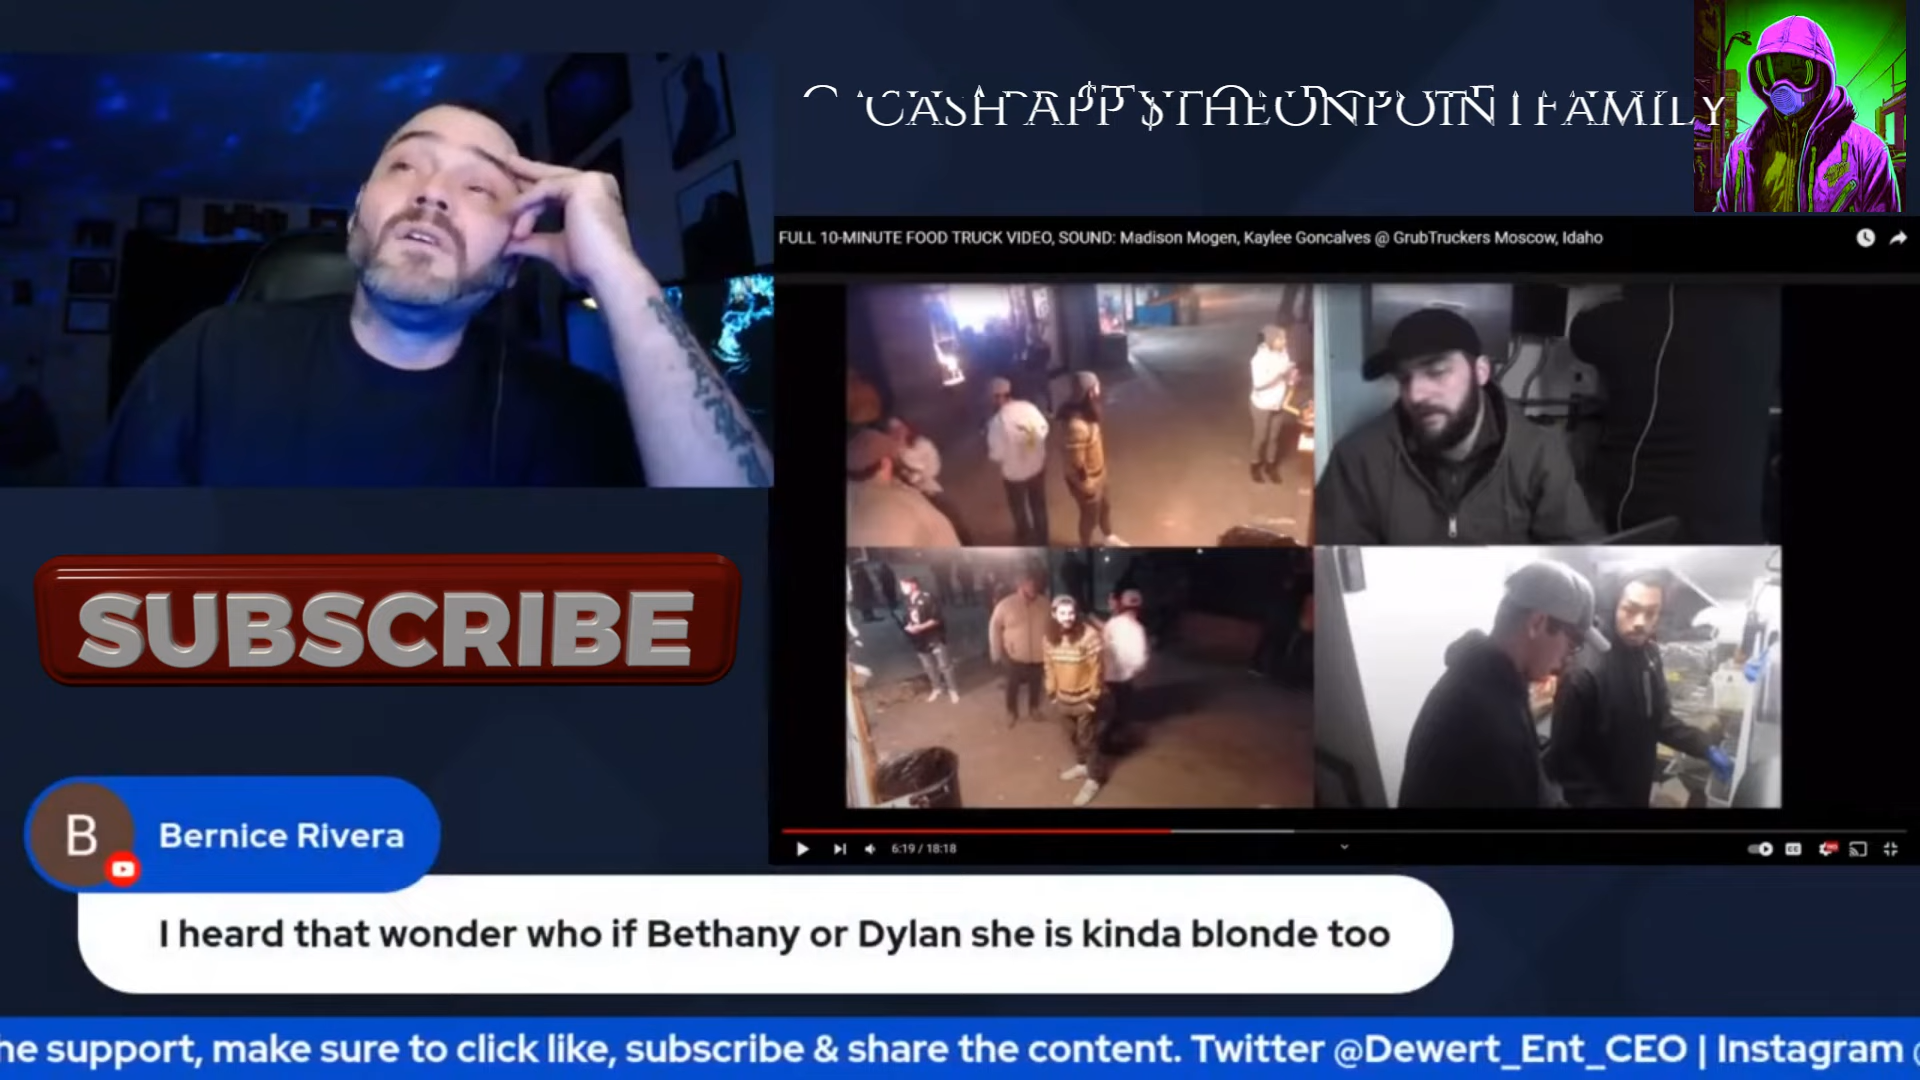 CASH APP $THEONPOINTFAMILY
FULL 10-MINUTE FOOD TRUCK VIDEO, SOUND: Madison Mogen, Kaylee Goncalves @ GrubTruckers Moscow, Idaho
SUBSCRIBE
6:19 / 18:18
B
Bernice Rivera
I heard that wonder who if Bethany or Dylan she is kinda blonde too
he support, make sure to click like, subscribe & share the content. Twitter @Dewert_Ent_CEO | Instagram @